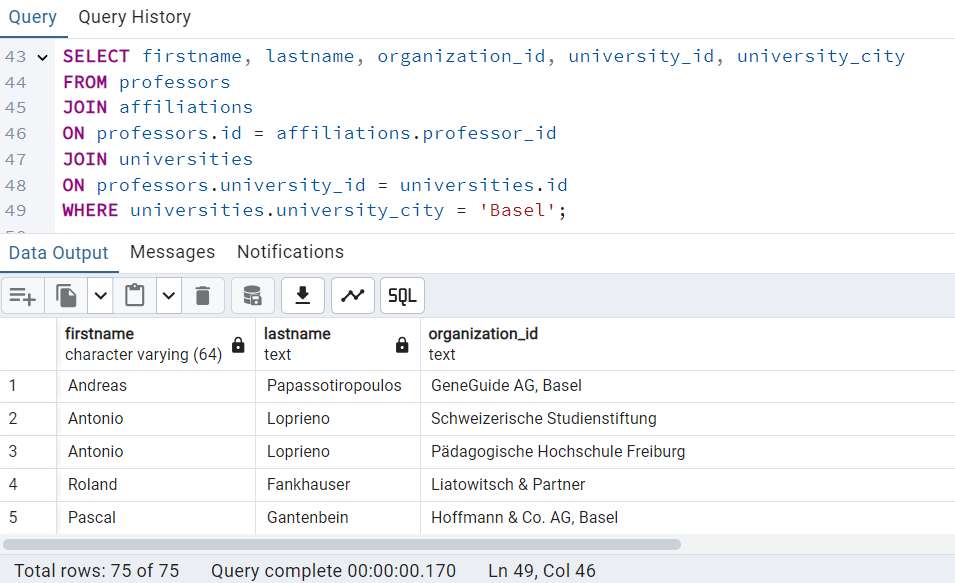 Query Query History
43 SELECT firstname, lastname, organization_id, university_id, university_city
44 FROM professors
45 JOIN affiliations
46 ON professors.id = affiliations.professor_id
47 JOIN universities
48 ON professors.university_id = universities.id
49 WHERE universities.university_city = 'Basel';
Data Output Messages Notifications
SQL
firstname lastname organization_id
character varying (64) text text
1 Andreas Papassotiropoulos GeneGuide AG, Basel
2 Antonio Loprieno Schweizerische Studienstiftung
3 Antonio Loprieno Pädagogische Hochschule Freiburg
4 Roland Fankhauser Liatowitsch & Partner
5 Pascal Gantenbein Hoffmann & Co. AG, Basel
Total rows: 75 of 75 Query complete 00:00:00.170 Ln 49, Col 46